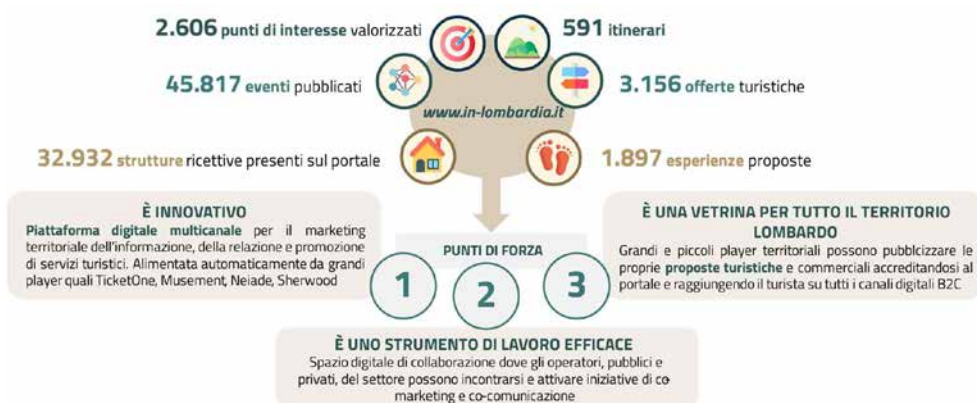 2.606 punti di interesse valorizzati
591 itinerari
45.817 eventi pubblicati
3.156 offerte turistiche
www.in-lombardia.it
32.932 strutture ricettive presenti sul portale
1.897 esperienze proposte
È INNOVATIVO
Piattaforma digitale multicanale per il marketing
territoriale dell'informazione, della relazione e promozione
di servizi turistici. Alimentata automaticamente da grandi
player quali TicketOne, Musement, Neiade, Sherwood
PUNTI DI FORZA
1
2
3
È UNA VETRINA PER TUTTO IL TERRITORIO
LOMBARDO
Grandi e piccoli player territoriali possono pubblcizzare le
proprie proposte turistiche e commerciali accreditandosi al
portale e raggiungendo il turista su tutti i canali digitali B2C
È UNO STRUMENTO DI LAVORO EFFICACE
Spazio digitale di collaborazione dove gli operatori, pubblici e
privati, del settore possono incontrarsi e attivare iniziative di co-
marketing e co-comunicazione